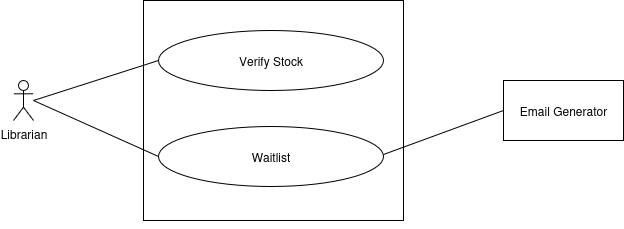 Verify Stock
Librarian
Waitlist
Email Generator